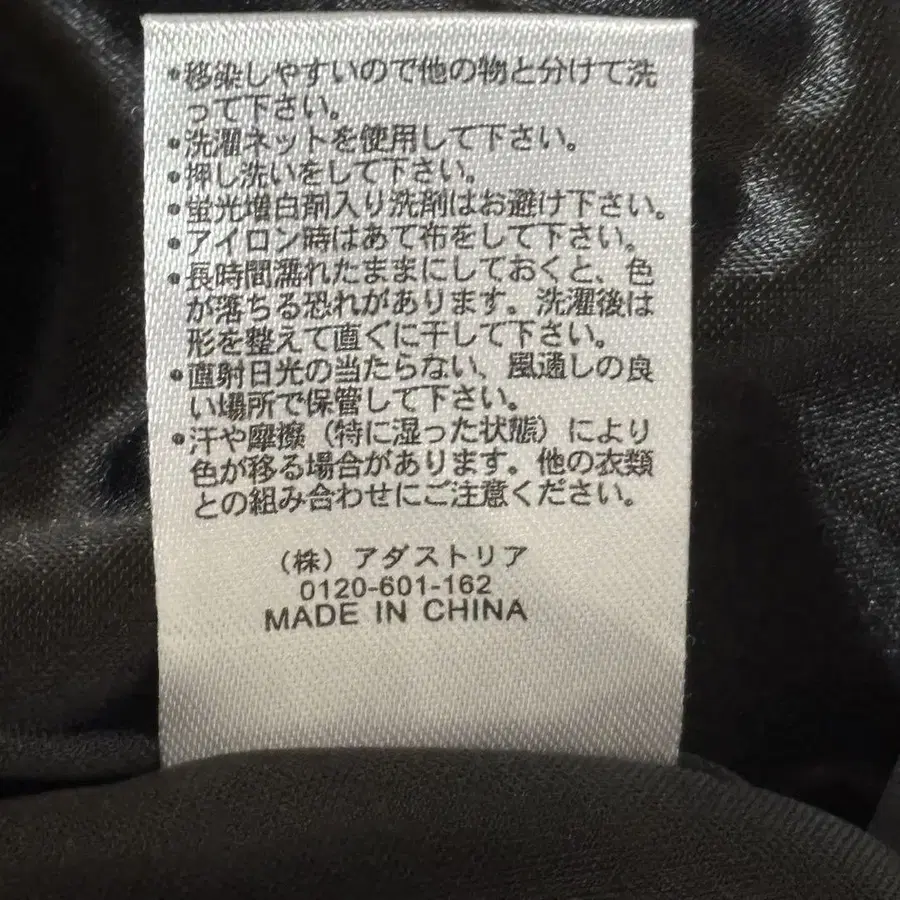 ・移染しやすいので他の物と分けて洗
って下さい。
・洗濯ネットを使用して下さい。
・押し洗いをして下さい。
・蛍光増白剤入り洗剤はお避け下さい。
・アイロン時はあて布をして下さい。
・長時間濡れたままにしておくと、色
が落ちる恐れがあります。洗濯後は
形を整えて直ぐに干して下さい。
・直射日光の当たらない、風通しの良
い場所で保管して下さい。
・汗や摩擦（特に湿った状態）により
色が移る場合があります。他の衣類
との組み合わせにご注意ください。
（株）アダストリア
0120-601-162
MADE IN CHINA